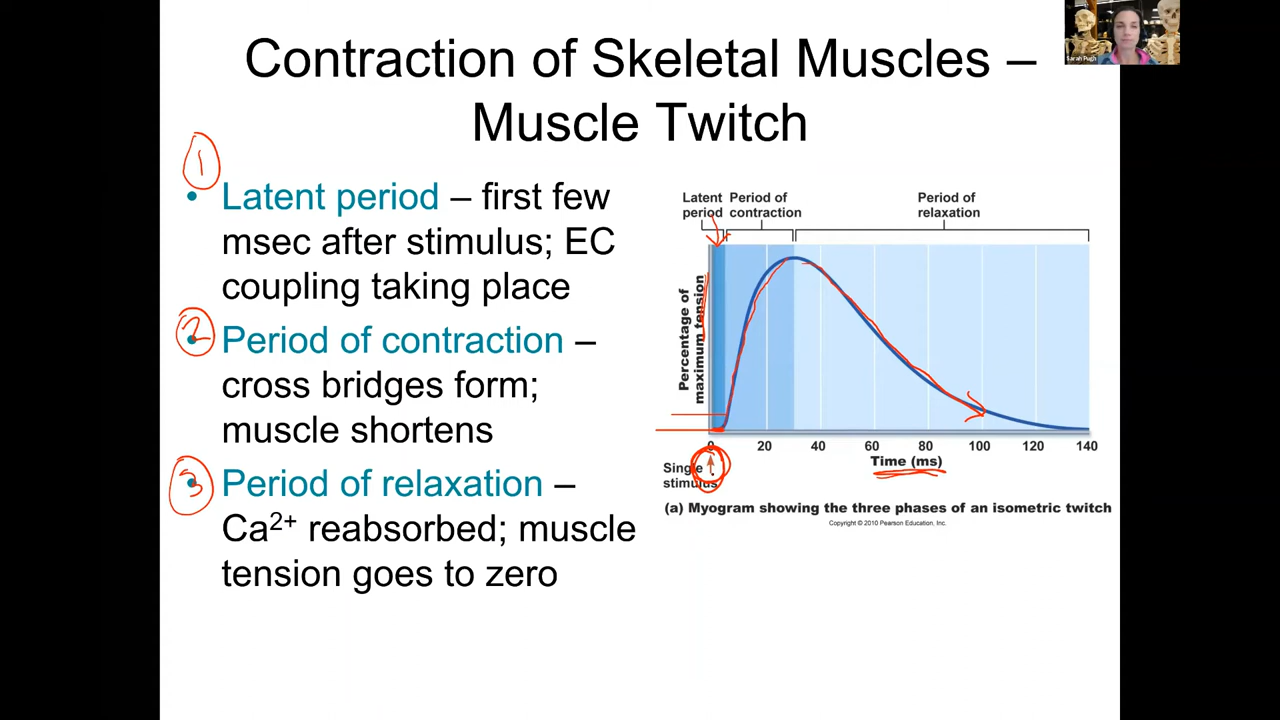 Contraction of Skeletal Muscles –
Muscle Twitch
Sarah Pugh
1
• Latent period – first few
msec after stimulus; EC
coupling taking place
2
• Period of contraction –
cross bridges form;
muscle shortens
3
• Period of relaxation –
Ca2+ reabsorbed; muscle
tension goes to zero
Latent
period
Period of
contraction
Period of
relaxation
Percentage of
maximum tension
0 20 40 60 80 100 120 140
Time (ms)
Single
stimulus
(a) Myogram showing the three phases of an isometric twitch
Copyright © 2010 Pearson Education, Inc.